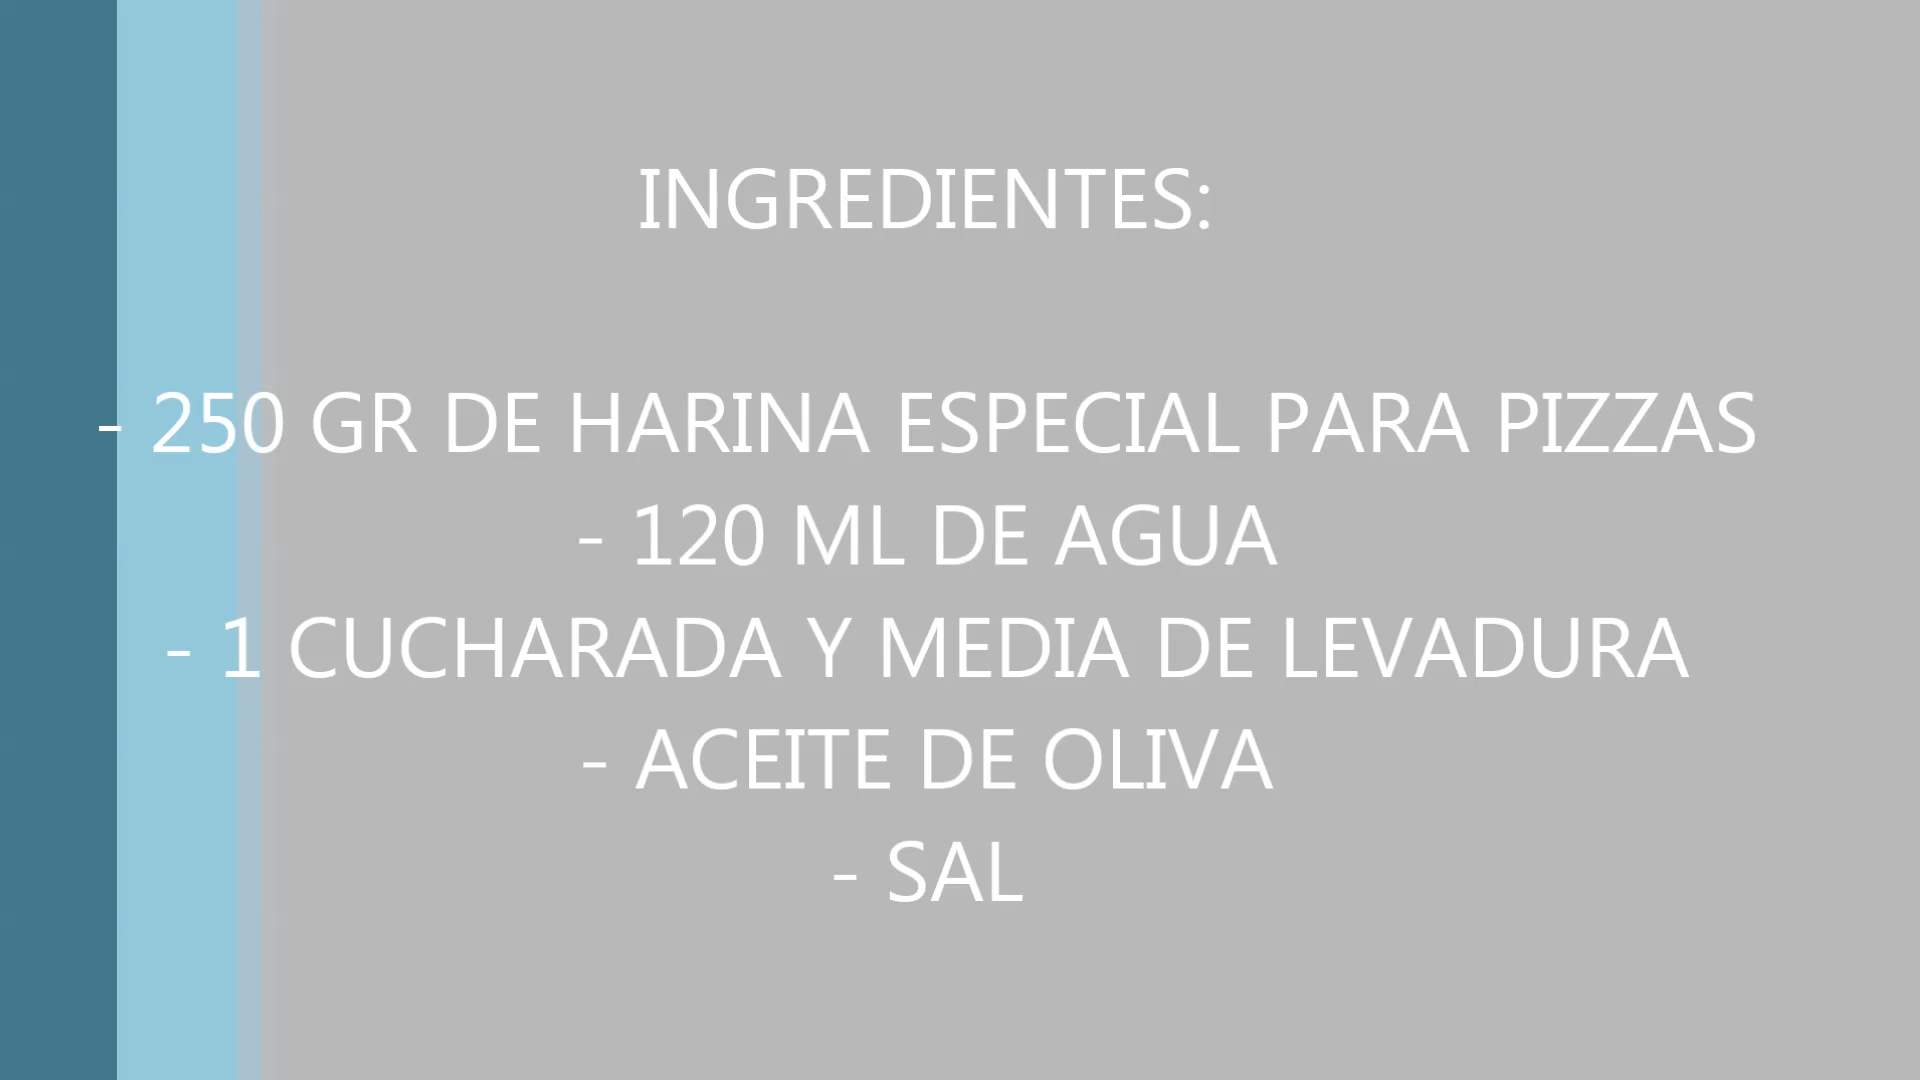 INGREDIENTES:
- 250 GR DE HARINA ESPECIAL PARA PIZZAS
- 120 ML DE AGUA
- 1 CUCHARADA Y MEDIA DE LEVADURA
- ACEITE DE OLIVA
- SAL